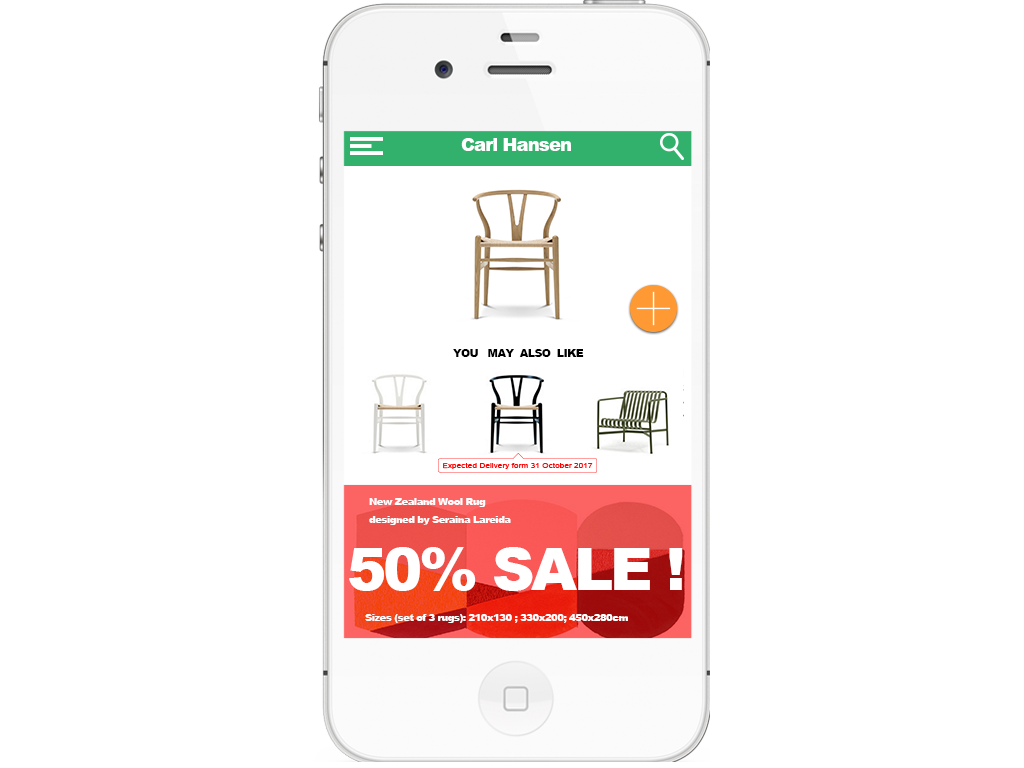 Carl Hansen
YOU MAY ALSO LIKE
Expected Delivery form 31 October 2017
New Zealand Wool Rug
designed by Seraina Lareida
50% SALE !
Sizes (set of 3 rugs): 210x130 ; 330x200; 450x280cm